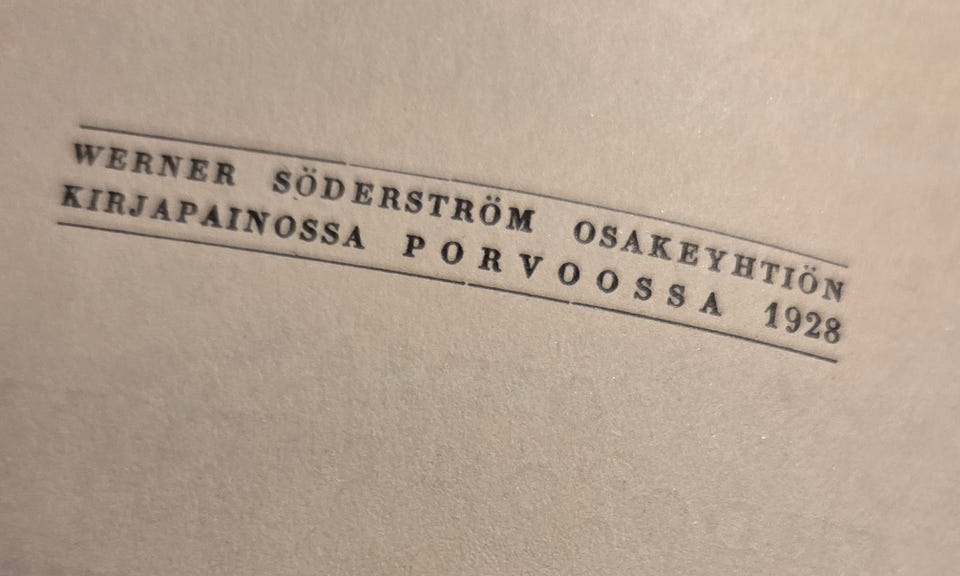 WERNER SÖDERSTRÖM OSAKEYHTIÖN
KIRJAPAINOSSA PORVOOSSA 1928